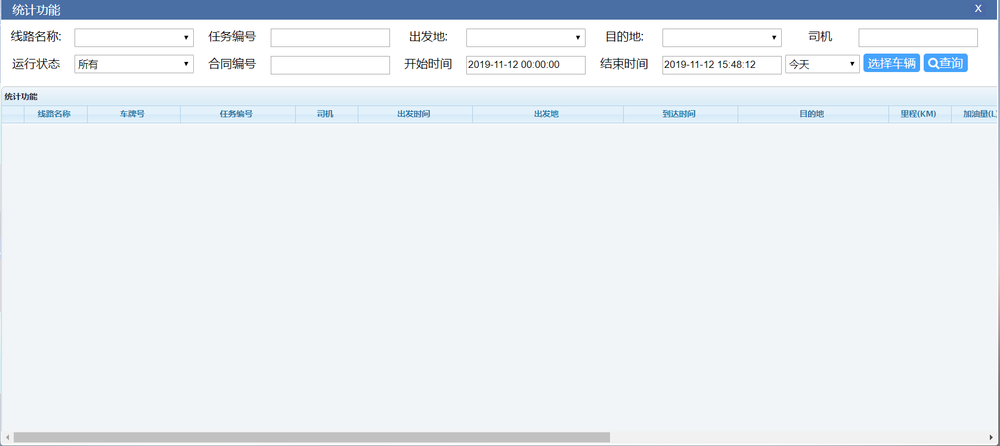 统计功能 X
线路名称: 任务编号 出发地: 目的地: 司机
运行状态 所有 合同编号 开始时间 2019-11-12 00:00:00 结束时间 2019-11-12 15:48:12 今天 选择车辆 查询
统计功能
线路名称 车牌号 任务编号 司机 出发时间 出发地 到达时间 目的地 里程(KM) 加油量(L)